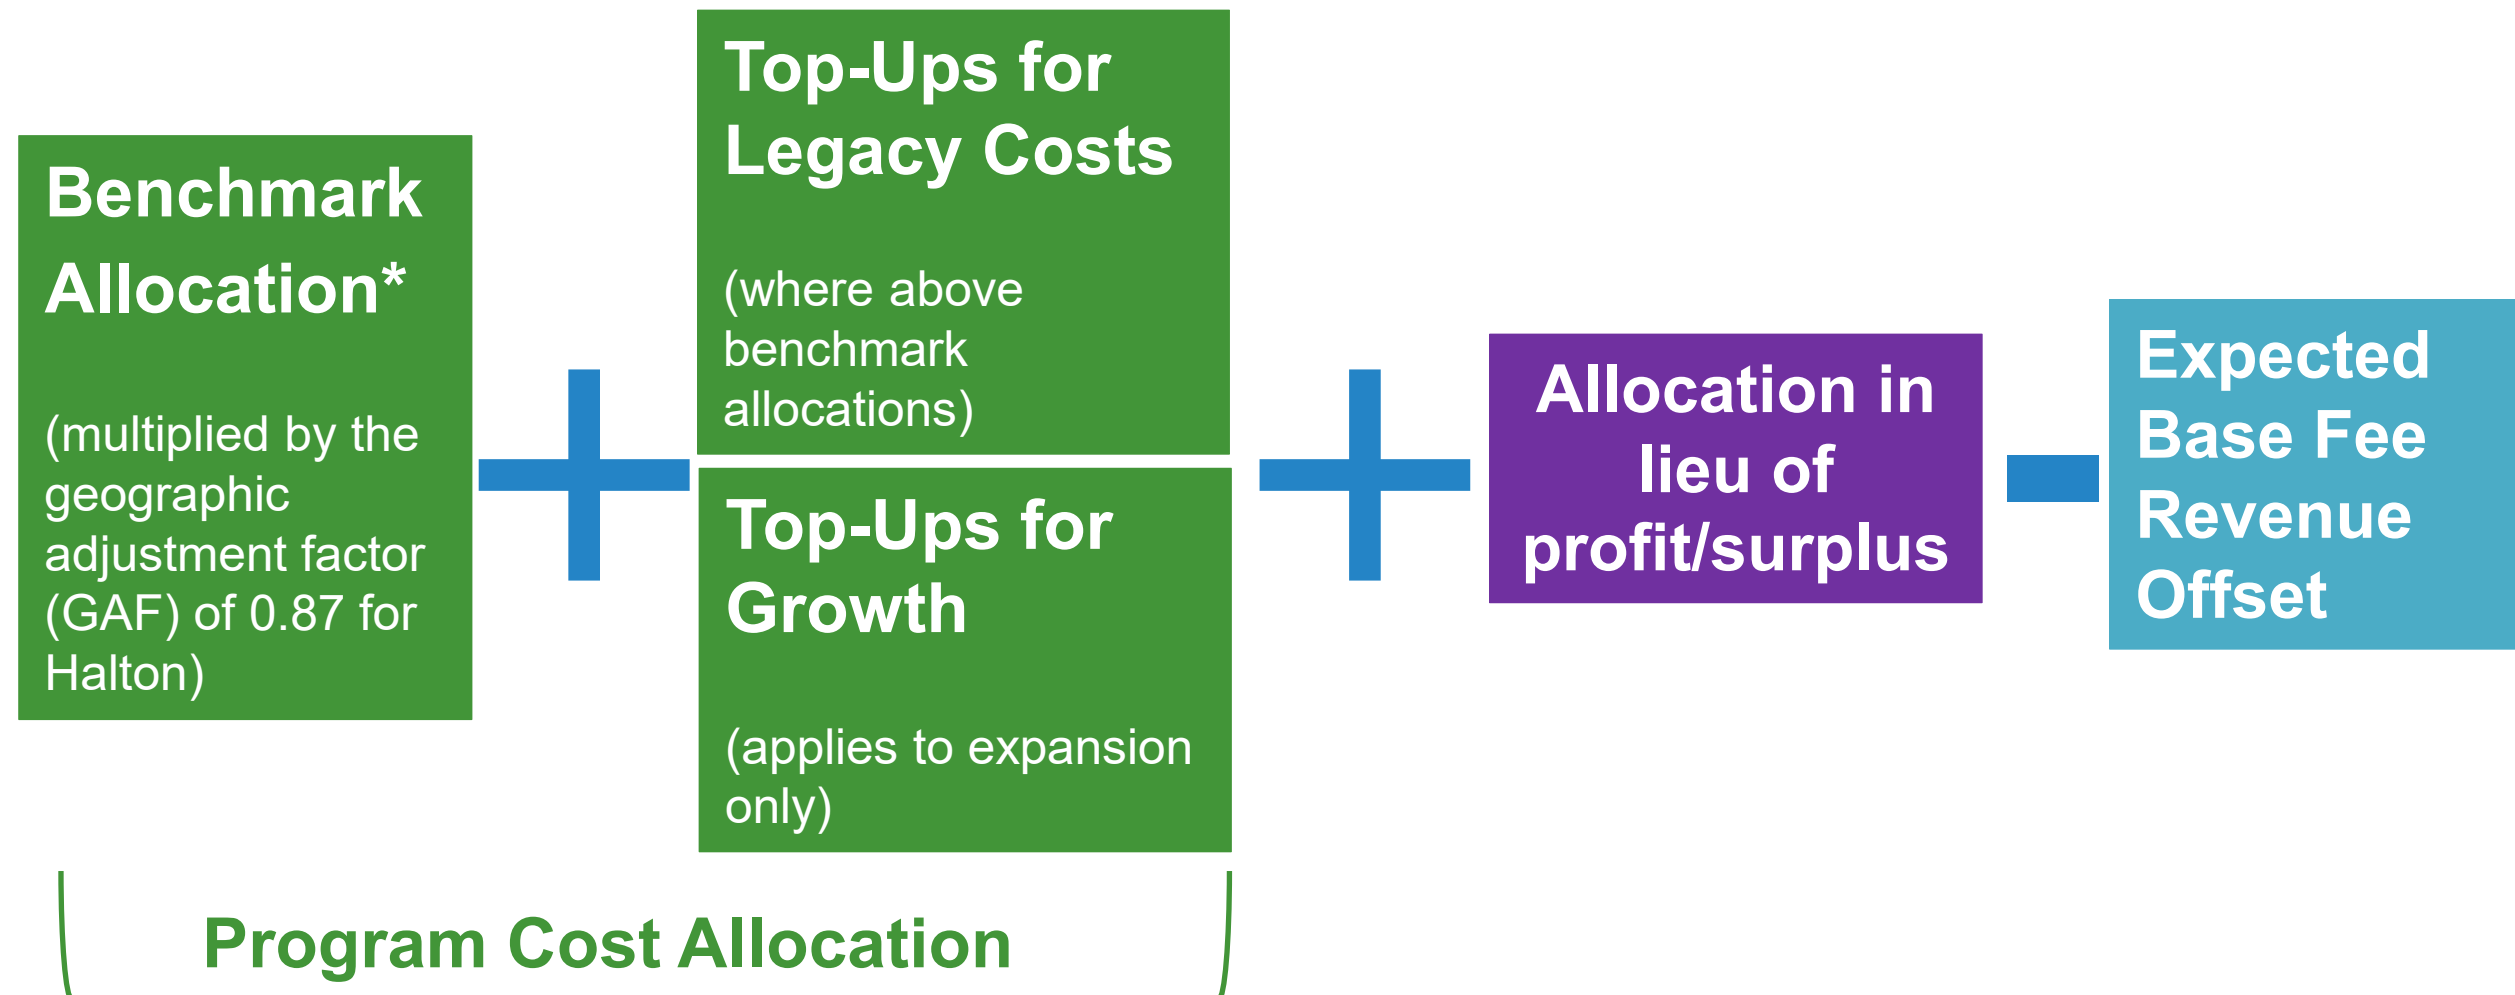 Benchmark
Allocation*
(multiplied by the
geographic
adjustment factor
(GAF) of 0.87 for
Halton)
Top-Ups for
Legacy Costs
(where above
benchmark
allocations)
Top-Ups for
Growth
(applies to expansion
only)
Allocation in
lieu of
profit/surplus
Expected
Base Fee
Revenue
Offset
Program Cost Allocation